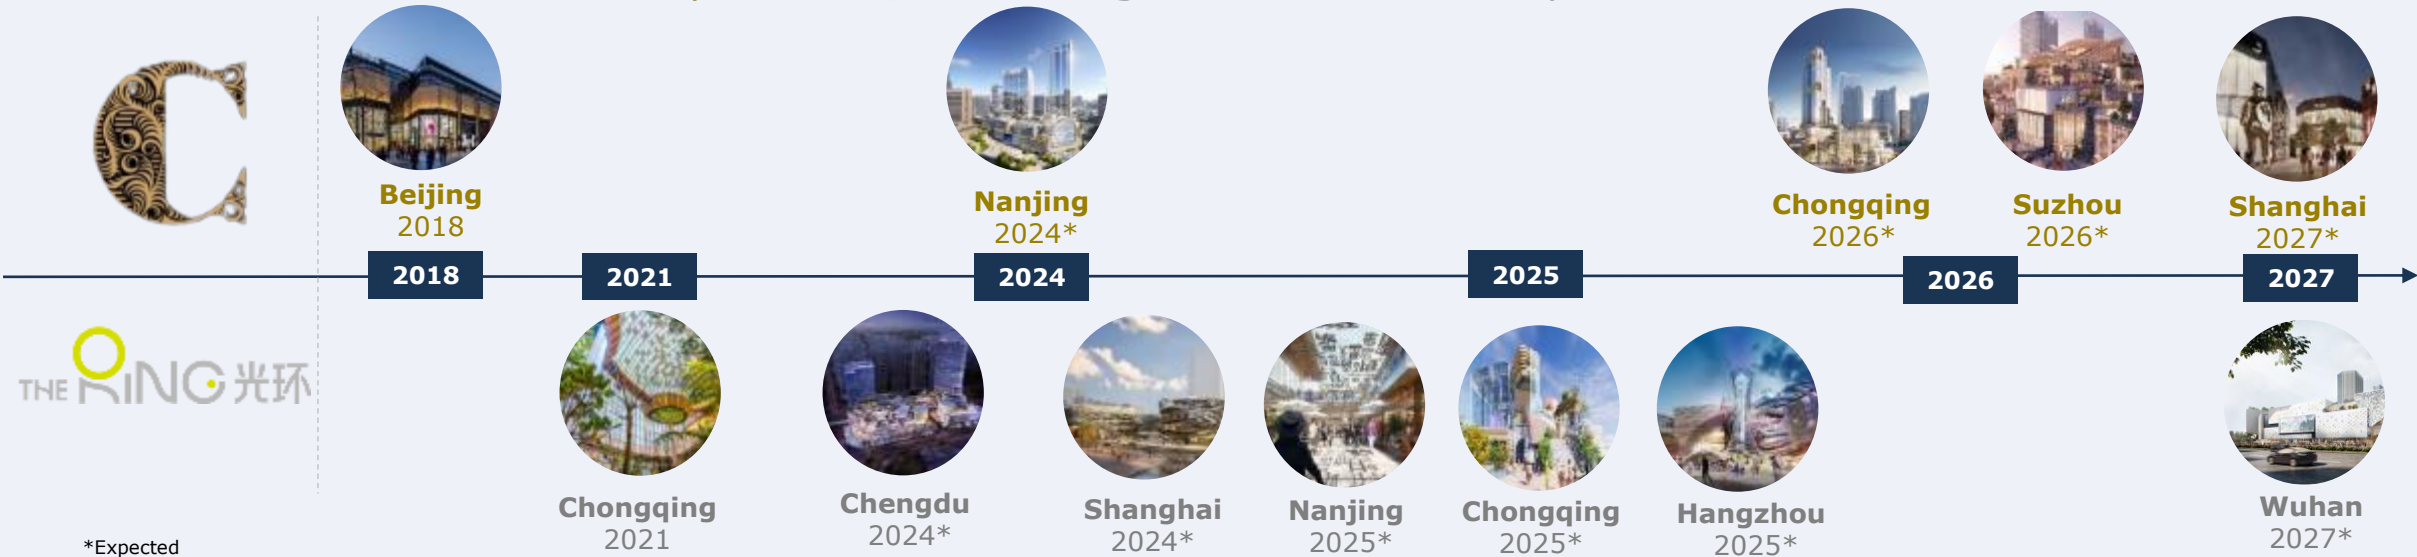 C
Beijing
2018
Nanjing
2024*
Chongqing
2026*
Suzhou
2026*
Shanghai
2027*
2018
2021
2024
2025
2026
2027
THE RING 光环
Chongqing
2021
Chengdu
2024*
Shanghai
2024*
Nanjing
2025*
Chongqing
2025*
Hangzhou
2025*
Wuhan
2027*
*Expected